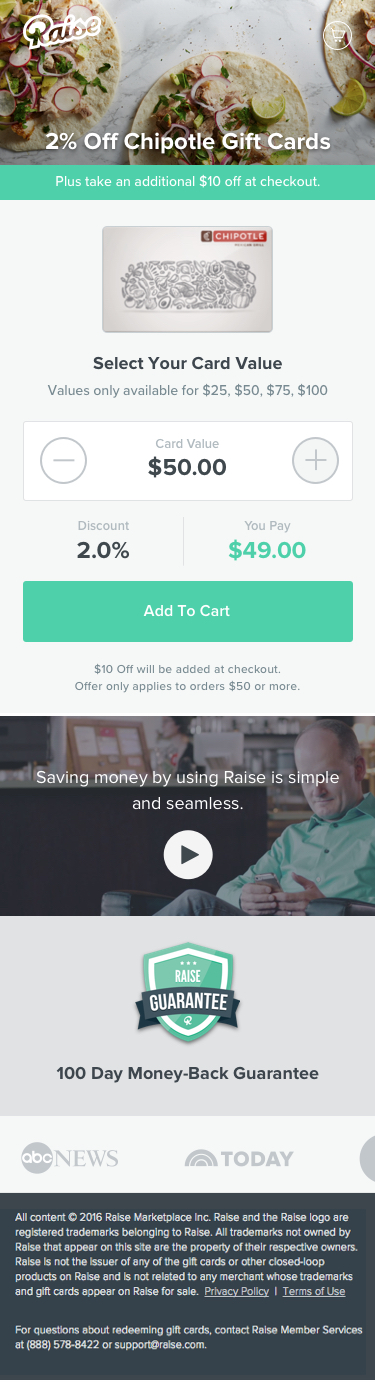 Raise
2% Off Chipotle Gift Cards
Plus take an additional $10 off at checkout.
CHIPOTLE
MEXICAN GRILL
Select Your Card Value
Values only available for $25, $50, $75, $100
Card Value
$50.00
Discount
2.0%
You Pay
$49.00
Add To Cart
$10 Off will be added at checkout.
Offer only applies to orders $50 or more.
Saving money by using Raise is simple
and seamless.
RAISE
GUARANTEE
100 Day Money-Back Guarantee
abc NEWS
TODAY
All content © 2016 Raise Marketplace Inc. Raise and the Raise logo are
registered trademarks belonging to Raise. All trademarks not owned by
Raise that appear on this site are the property of their respective owners.
Raise is not the issuer of any of the gift cards or other closed-loop
products on Raise and is not related to any merchant whose trademarks
and gift cards appear on Raise for sale. Privacy Policy | Terms of Use
For questions about redeeming gift cards, contact Raise Member Services
at (888) 578-8422 or support@raise.com.